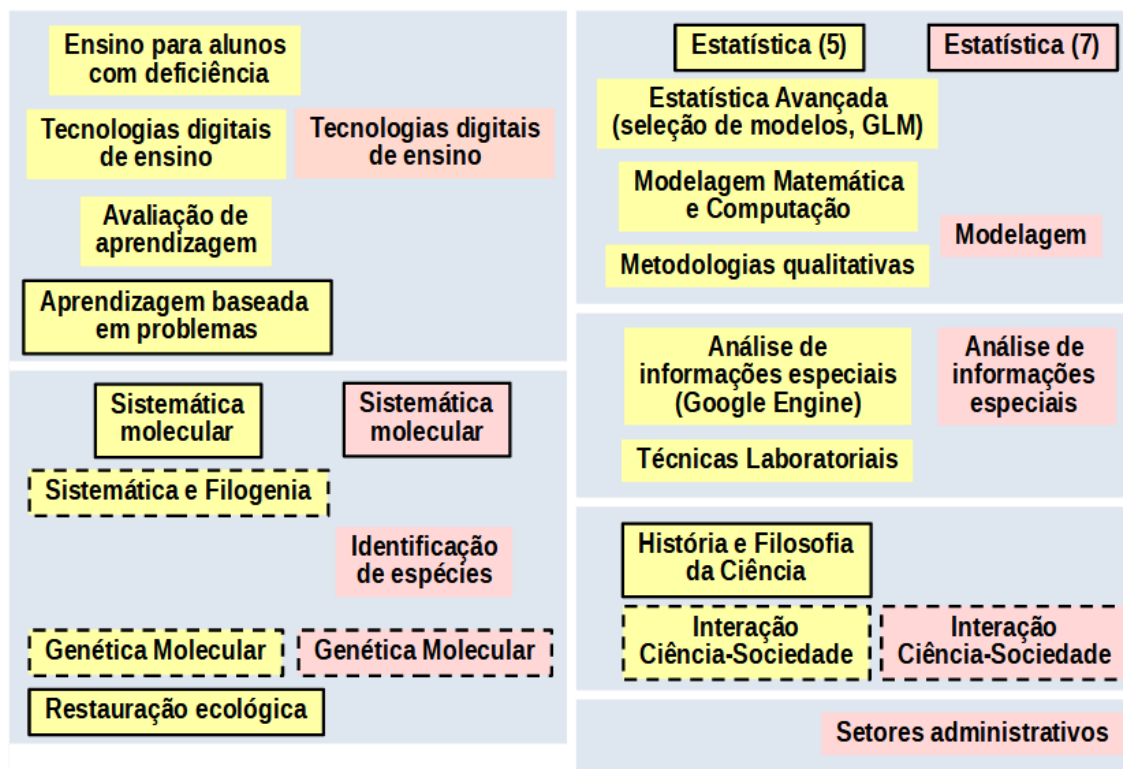 Ensino para alunos
com deficiência
Tecnologias digitais
de ensino
Tecnologias digitais
de ensino
Avaliação de
aprendizagem
Aprendizagem baseada
em problemas
Sistemática
molecular
Sistemática
molecular
Sistemática e Filogenia
Identificação
de espécies
Genética Molecular
Genética Molecular
Restauração ecológica
Estatística (5)
Estatística (7)
Estatística Avançada
(seleção de modelos, GLM)
Modelagem Matemática
e Computação
Modelagem
Metodologias qualitativas
Análise de
informações especiais
(Google Engine)
Análise de
informações
especiais
Técnicas Laboratoriais
História e Filosofia
da Ciência
Interação
Ciência-Sociedade
Interação
Ciência-Sociedade
Setores administrativos